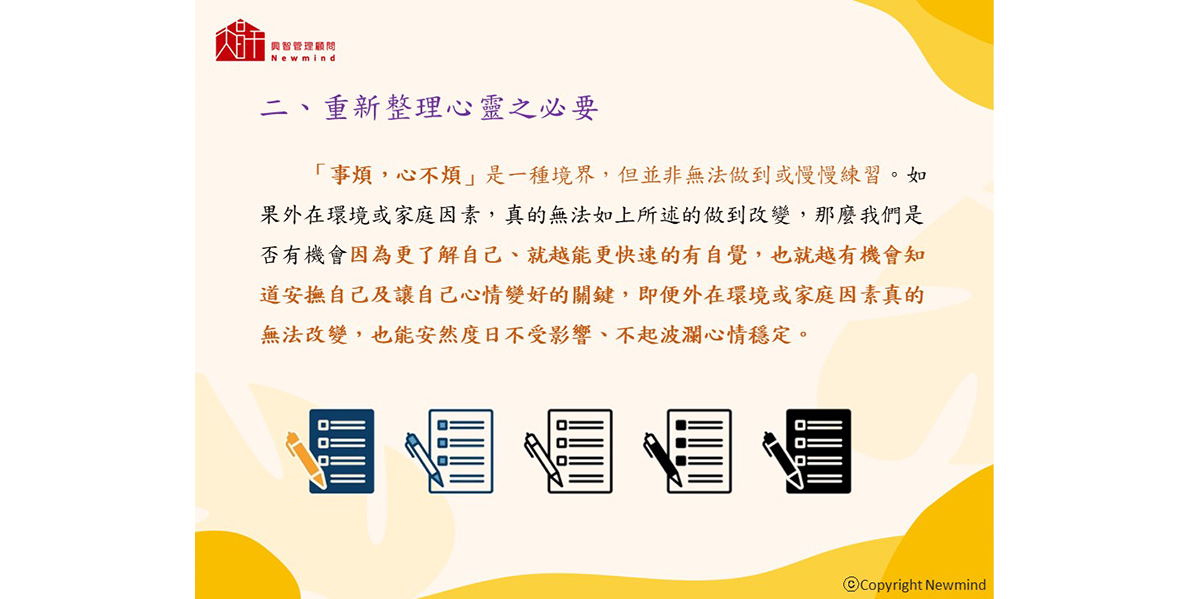 興智管理顧問
Newmind
二、重新整理心靈之必要
「事煩，心不煩」是一種境界，但並非無法做到或慢慢練習。如
果外在環境或家庭因素，真的無法如上所述的做到改變，那麼我們是
否有機會因為更了解自己、就越能更快速的有自覺，也就越有機會知
道安撫自己及讓自己心情變好的關鍵，即便外在環境或家庭因素真的
無法改變，也能安然度日不受影響、不起波瀾心情穩定。
ⓒCopyright Newmind